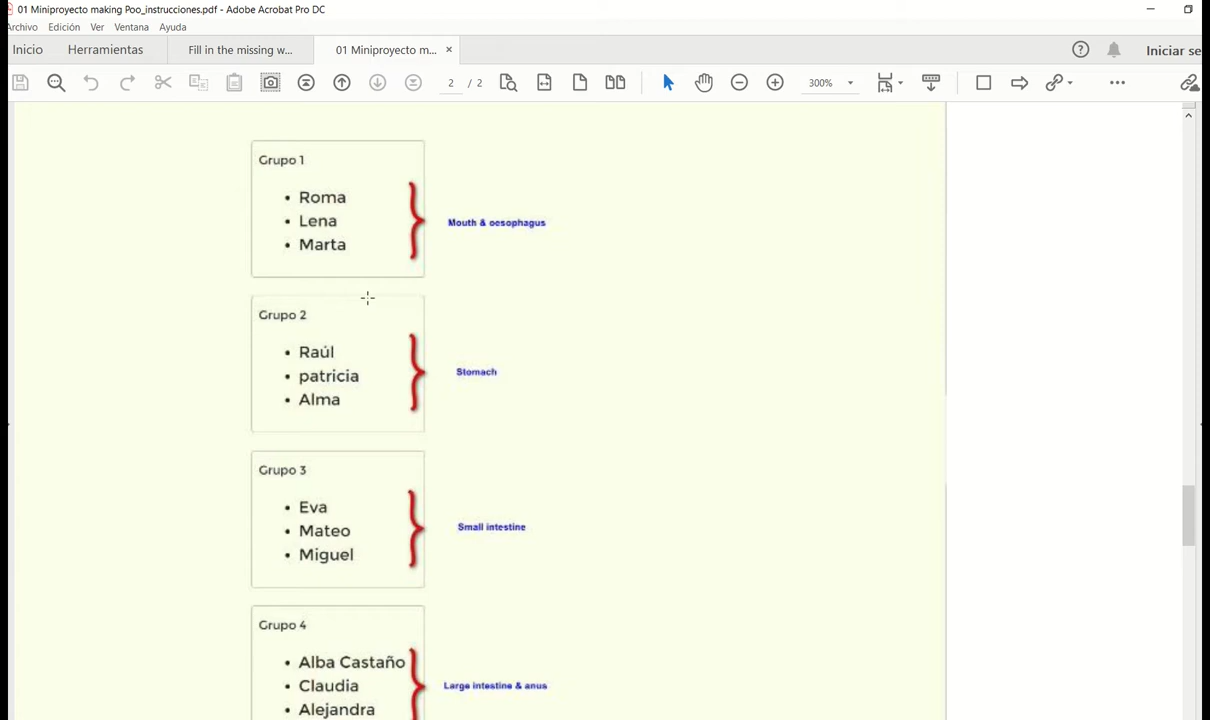 01 Miniproyecto making Poo_instrucciones.pdf - Adobe Acrobat Pro DC
Archivo Edición Ver Ventana Ayuda
Inicio Herramientas Fill in the missing w... 01 Miniproyecto m... × Iniciar se
2 / 2 300%
Grupo 1
• Roma
• Lena
• Marta
Mouth & oesophagus
Grupo 2
• Raúl
• patricia
• Alma
Stomach
Grupo 3
• Eva
• Mateo
• Miguel
Small intestine
Grupo 4
• Alba Castaño
• Claudia
• Alejandra
Large intestine & anus